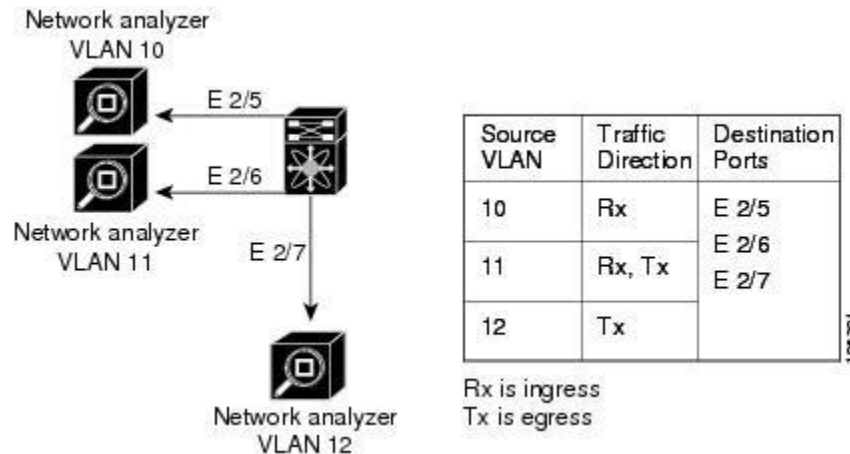 Network analyzer
VLAN 10
E 2/5
E 2/6
Network analyzer
VLAN 11
E 2/7
Network analyzer
VLAN 12
Source VLAN Traffic Direction Destination Ports
10 Rx E 2/5
E 2/6
11 Rx, Tx E 2/7
12 Tx
Rx is ingress
Tx is egress